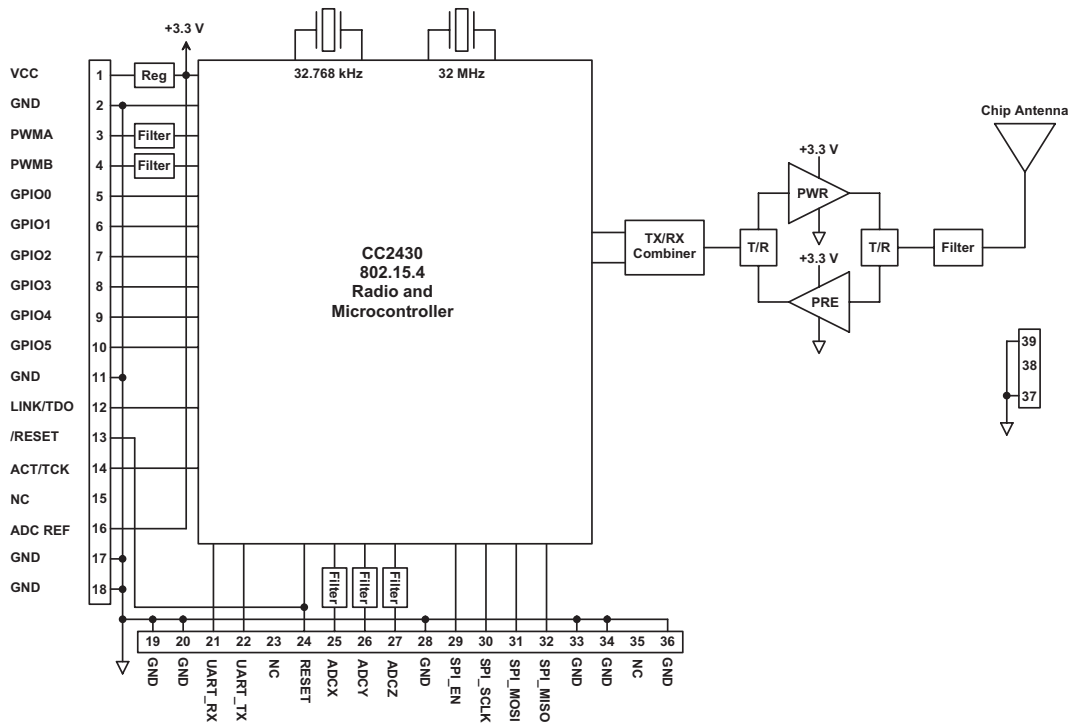 +3.3 V
32.768 kHz
32 MHz
VCC 1 Reg
GND 2
PWMA 3 Filter
PWMB 4 Filter
GPIO0 5
GPIO1 6
GPIO2 7
GPIO3 8
GPIO4 9
GPIO5 10
GND 11
LINK/TDO 12
/RESET 13
ACT/TCK 14
NC 15
ADC REF 16
GND 17
GND 18
CC2430
802.15.4
Radio and
Microcontroller
TX/RX
Combiner
T/R
+3.3 V
PWR
+3.3 V
PRE
T/R
Filter
Chip Antenna
39
38
37
Filter
Filter
Filter
19 20 21 22 23 24 25 26 27 28 29 30 31 32 33 34 35 36
GND
GND
UART_RX
UART_TX
NC
RESET
ADCX
ADCY
ADCZ
GND
SPI_EN
SPI_SCLK
SPI_MOSI
SPI_MISO
GND
GND
NC
GND